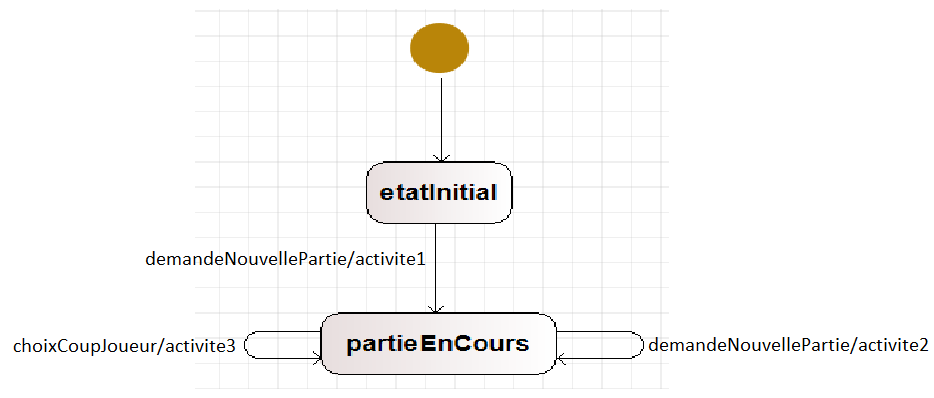 etatInitial
demandeNouvellePartie/activite1
partieEnCours
choixCoupJoueur/activite3
demandeNouvellePartie/activite2